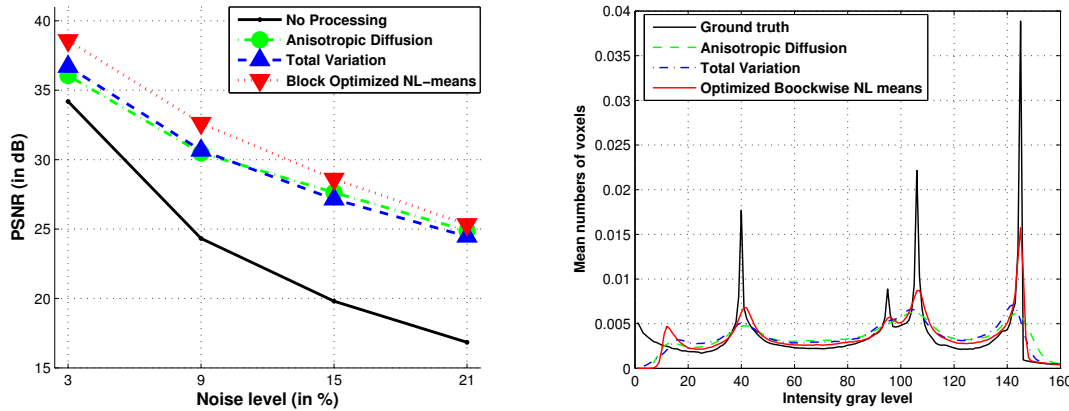 40
35
30
25
20
15
3
9
15
21
PSNR (in dB)
Noise level (in %)
No Processing
Anisotropic Diffusion
Total Variation
Block Optimized NL-means
0.04
0.035
0.03
0.025
0.02
0.015
0.01
0.005
0
0
20
40
60
80
100
120
140
160
Mean numbers of voxels
Intensity gray level
Ground truth
Anisotropic Diffusion
Total Variation
Optimized Boockwise NL means